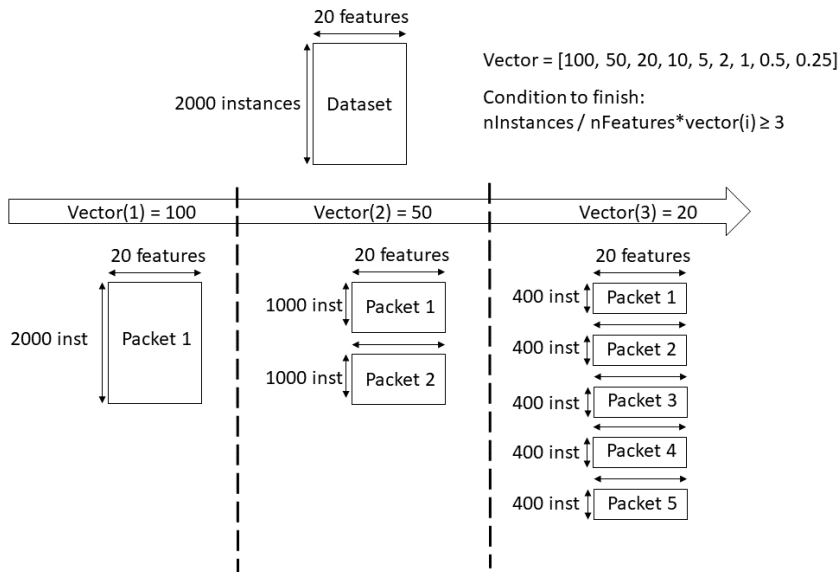 20 features
2000 instances
Dataset
Vector = [100, 50, 20, 10, 5, 2, 1, 0.5, 0.25]
Condition to finish:
nInstances / nFeatures*vector(i) ≥ 3
Vector(1) = 100
Vector(2) = 50
Vector(3) = 20
20 features
2000 inst
Packet 1
20 features
1000 inst
Packet 1
1000 inst
Packet 2
20 features
400 inst
Packet 1
400 inst
Packet 2
400 inst
Packet 3
400 inst
Packet 4
400 inst
Packet 5